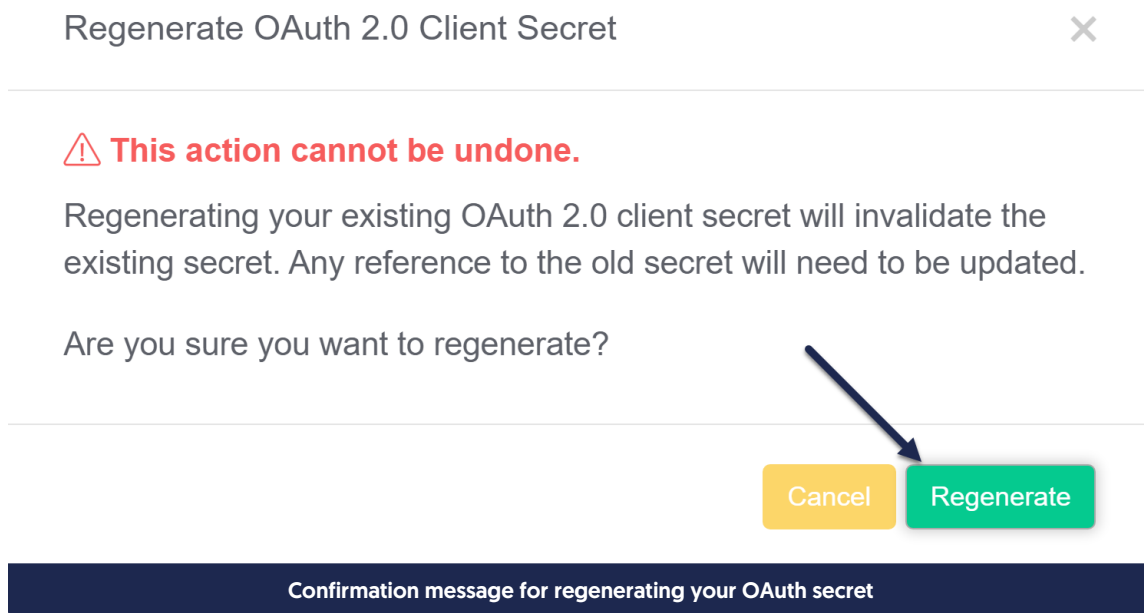 Regenerate OAuth 2.0 Client Secret
This action cannot be undone.
Regenerating your existing OAuth 2.0 client secret will invalidate the
existing secret. Any reference to the old secret will need to be updated.
Are you sure you want to regenerate?
Cancel
Regenerate
Confirmation message for regenerating your OAuth secret